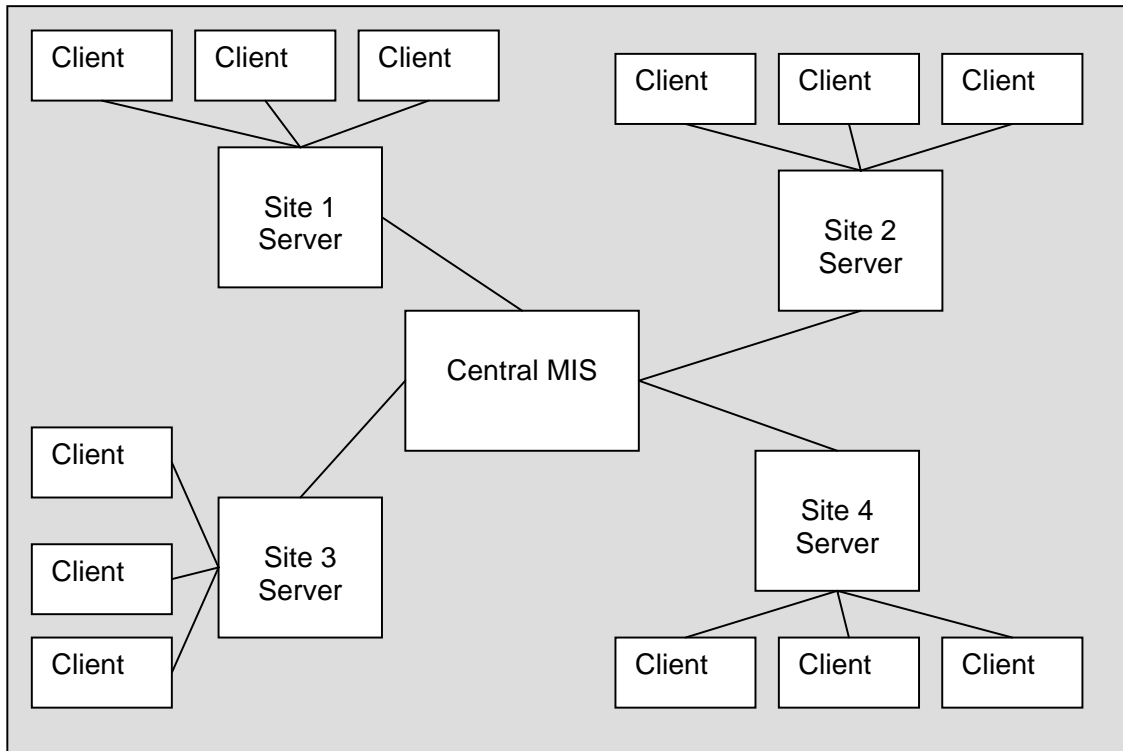 Client
Client
Client
Client
Client
Client
Site 1
Server
Site 2
Server
Central MIS
Client
Client
Client
Site 3
Server
Site 4
Server
Client
Client
Client